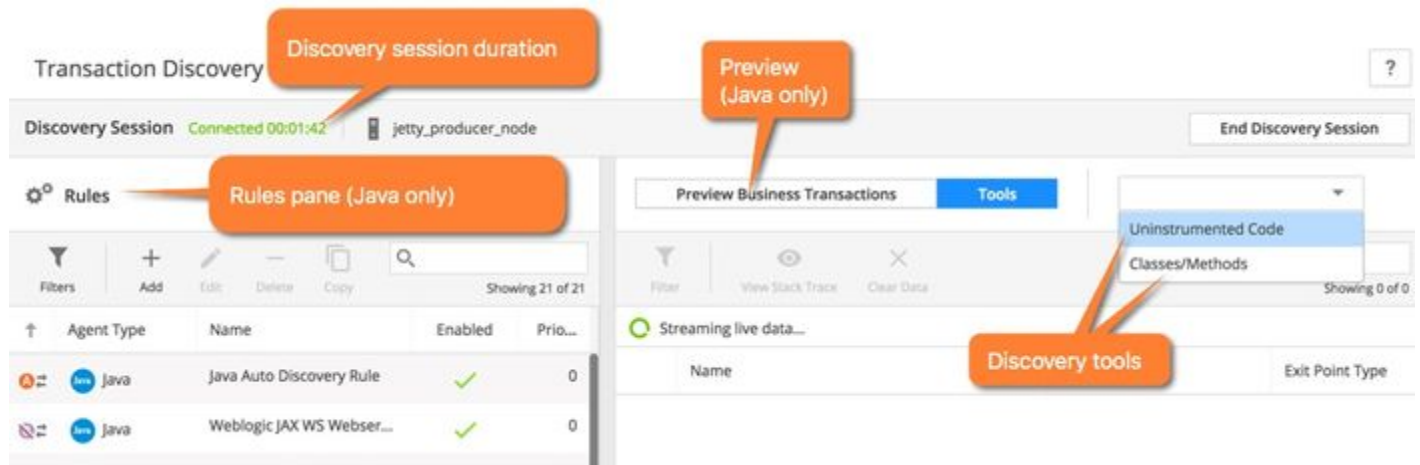 Discovery session duration
Transaction Discovery
Preview
(Java only)
?
Discovery Session Connected 00:01:42 jetty_producer_node
End Discovery Session
Rules
Rules pane (Java only)
Preview Business Transactions
Tools
Uninstrumented Code
Classes/Methods
Filters
Add
Edit
Delete
Copy
Showing 21 of 21
Filter
View Stack Trace
Clear Data
Showing 0 of 0
Agent Type Name Enabled Prio...
Streaming live data...
Discovery tools
Name Exit Point Type
Java Java Auto Discovery Rule 0
Java Weblogic JAX WS Webser... 0